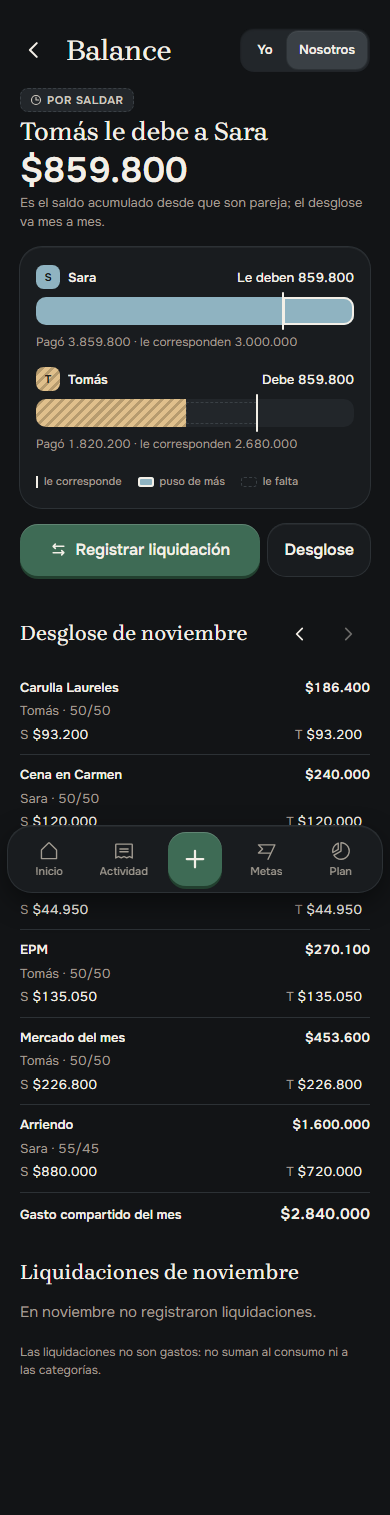 Balance
Yo
Nosotros
POR SALDAR
Tomás le debe a Sara
$859.800
Es el saldo acumulado desde que son pareja; el desglose
va mes a mes.
S Sara
Le deben 859.800
Pagó 3.859.800 · le corresponden 3.000.000
T Tomás
Debe 859.800
Pagó 1.820.200 · le corresponden 2.680.000
le corresponde
puso de más
le falta
Registrar liquidación
Desglose
Desglose de noviembre
Carulla Laureles
$186.400
Tomás · 50/50
S $93.200
T $93.200
Cena en Carmen
$240.000
Sara · 50/50
S $120.000
T $120.000
Inicio
Actividad
Metas
Plan
S $44.950
T $44.950
EPM
$270.100
Tomás · 50/50
S $135.050
T $135.050
Mercado del mes
$453.600
Tomás · 50/50
S $226.800
T $226.800
Arriendo
$1.600.000
Sara · 55/45
S $880.000
T $720.000
Gasto compartido del mes
$2.840.000
Liquidaciones de noviembre
En noviembre no registraron liquidaciones.
Las liquidaciones no son gastos: no suman al consumo ni a
las categorías.